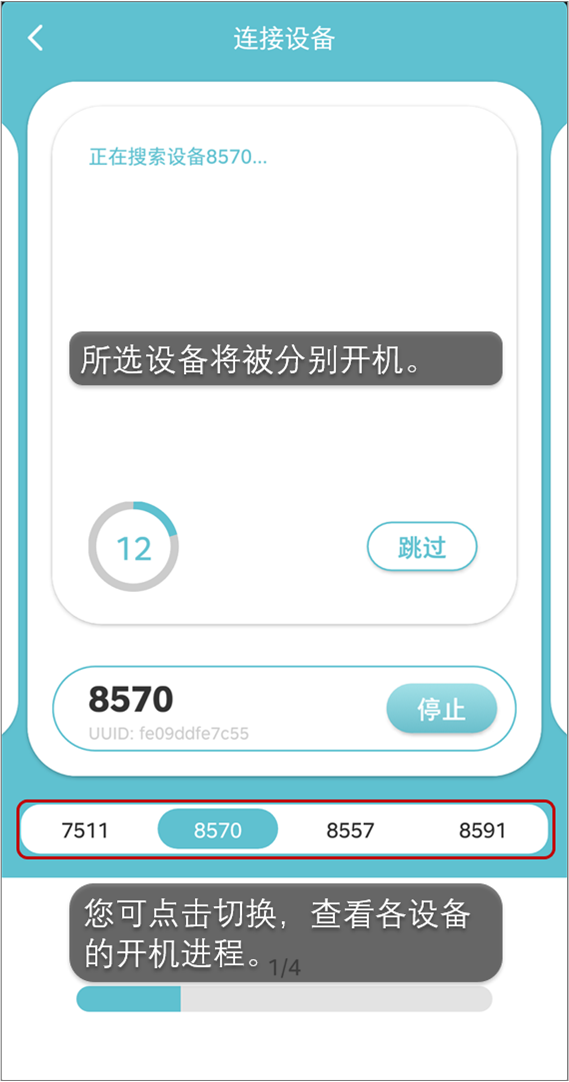 连接设备
正在搜索设备8570...
所选设备将被分别开机。
12
跳过
8570
停止
UUID: fe09ddfe7c55
7511
8570
8557
8591
您可点击切换，查看各设备
的开机进程。
1/4